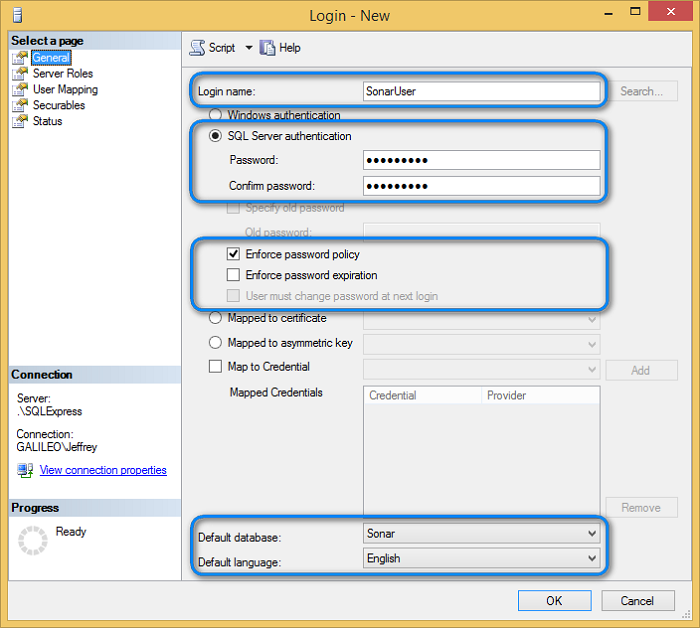 Login - New
Select a page
General
Server Roles
User Mapping
Securables
Status
Connection
Server:
.\SQLExpress
Connection:
GALILEO\Jeffrey
View connection properties
Progress
Ready
Script
Help
Login name:
SonarUser
Search...
Windows authentication
SQL Server authentication
Password:
●●●●●●●●●
Confirm password:
●●●●●●●●●
Specify old password
Old password:
Enforce password policy
Enforce password expiration
User must change password at next login
Mapped to certificate
Mapped to asymmetric key
Map to Credential
Add
Mapped Credentials
Credential Provider
Remove
Default database:
Sonar
Default language:
English
OK
Cancel